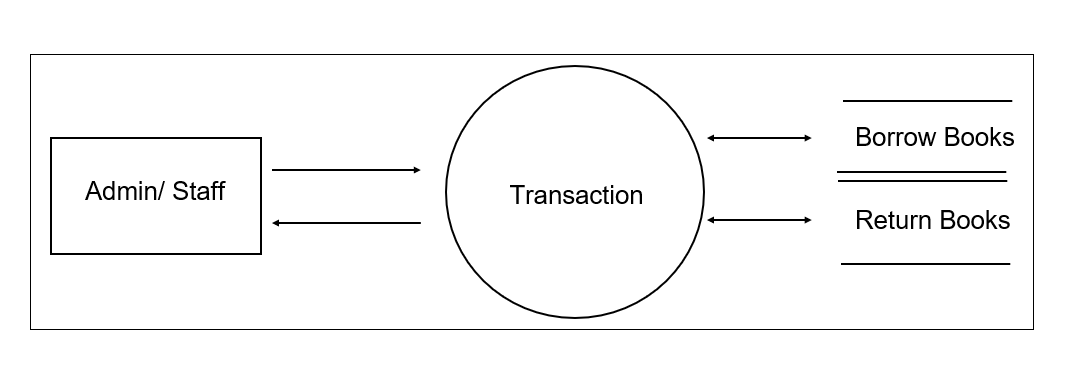 Admin/ Staff
Transaction
Borrow Books
Return Books